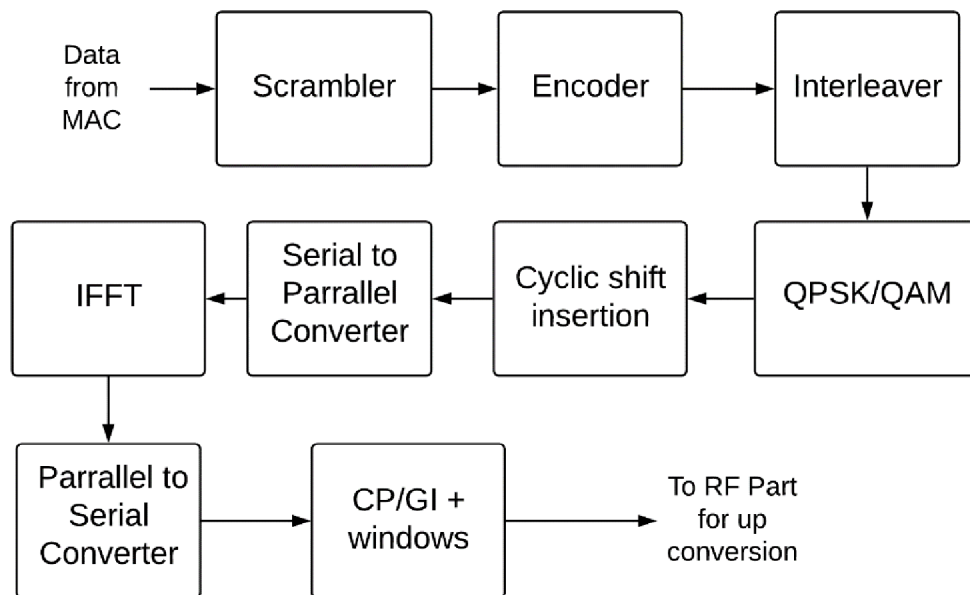 Data
from
MAC
Scrambler
Encoder
Interleaver
QPSK/QAM
Cyclic shift
insertion
Serial to
Parrallel
Converter
IFFT
Parrallel to
Serial
Converter
CP/GI +
windows
To RF Part
for up
conversion